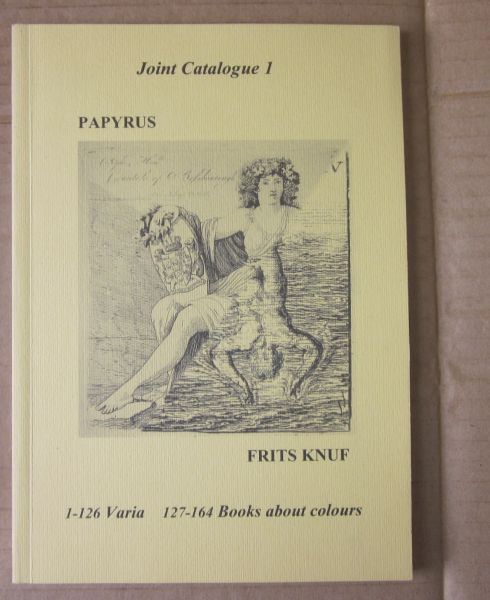 Joint Catalogue 1
PAPYRUS
FRITS KNUF
1-126 Varia 127-164 Books about colours